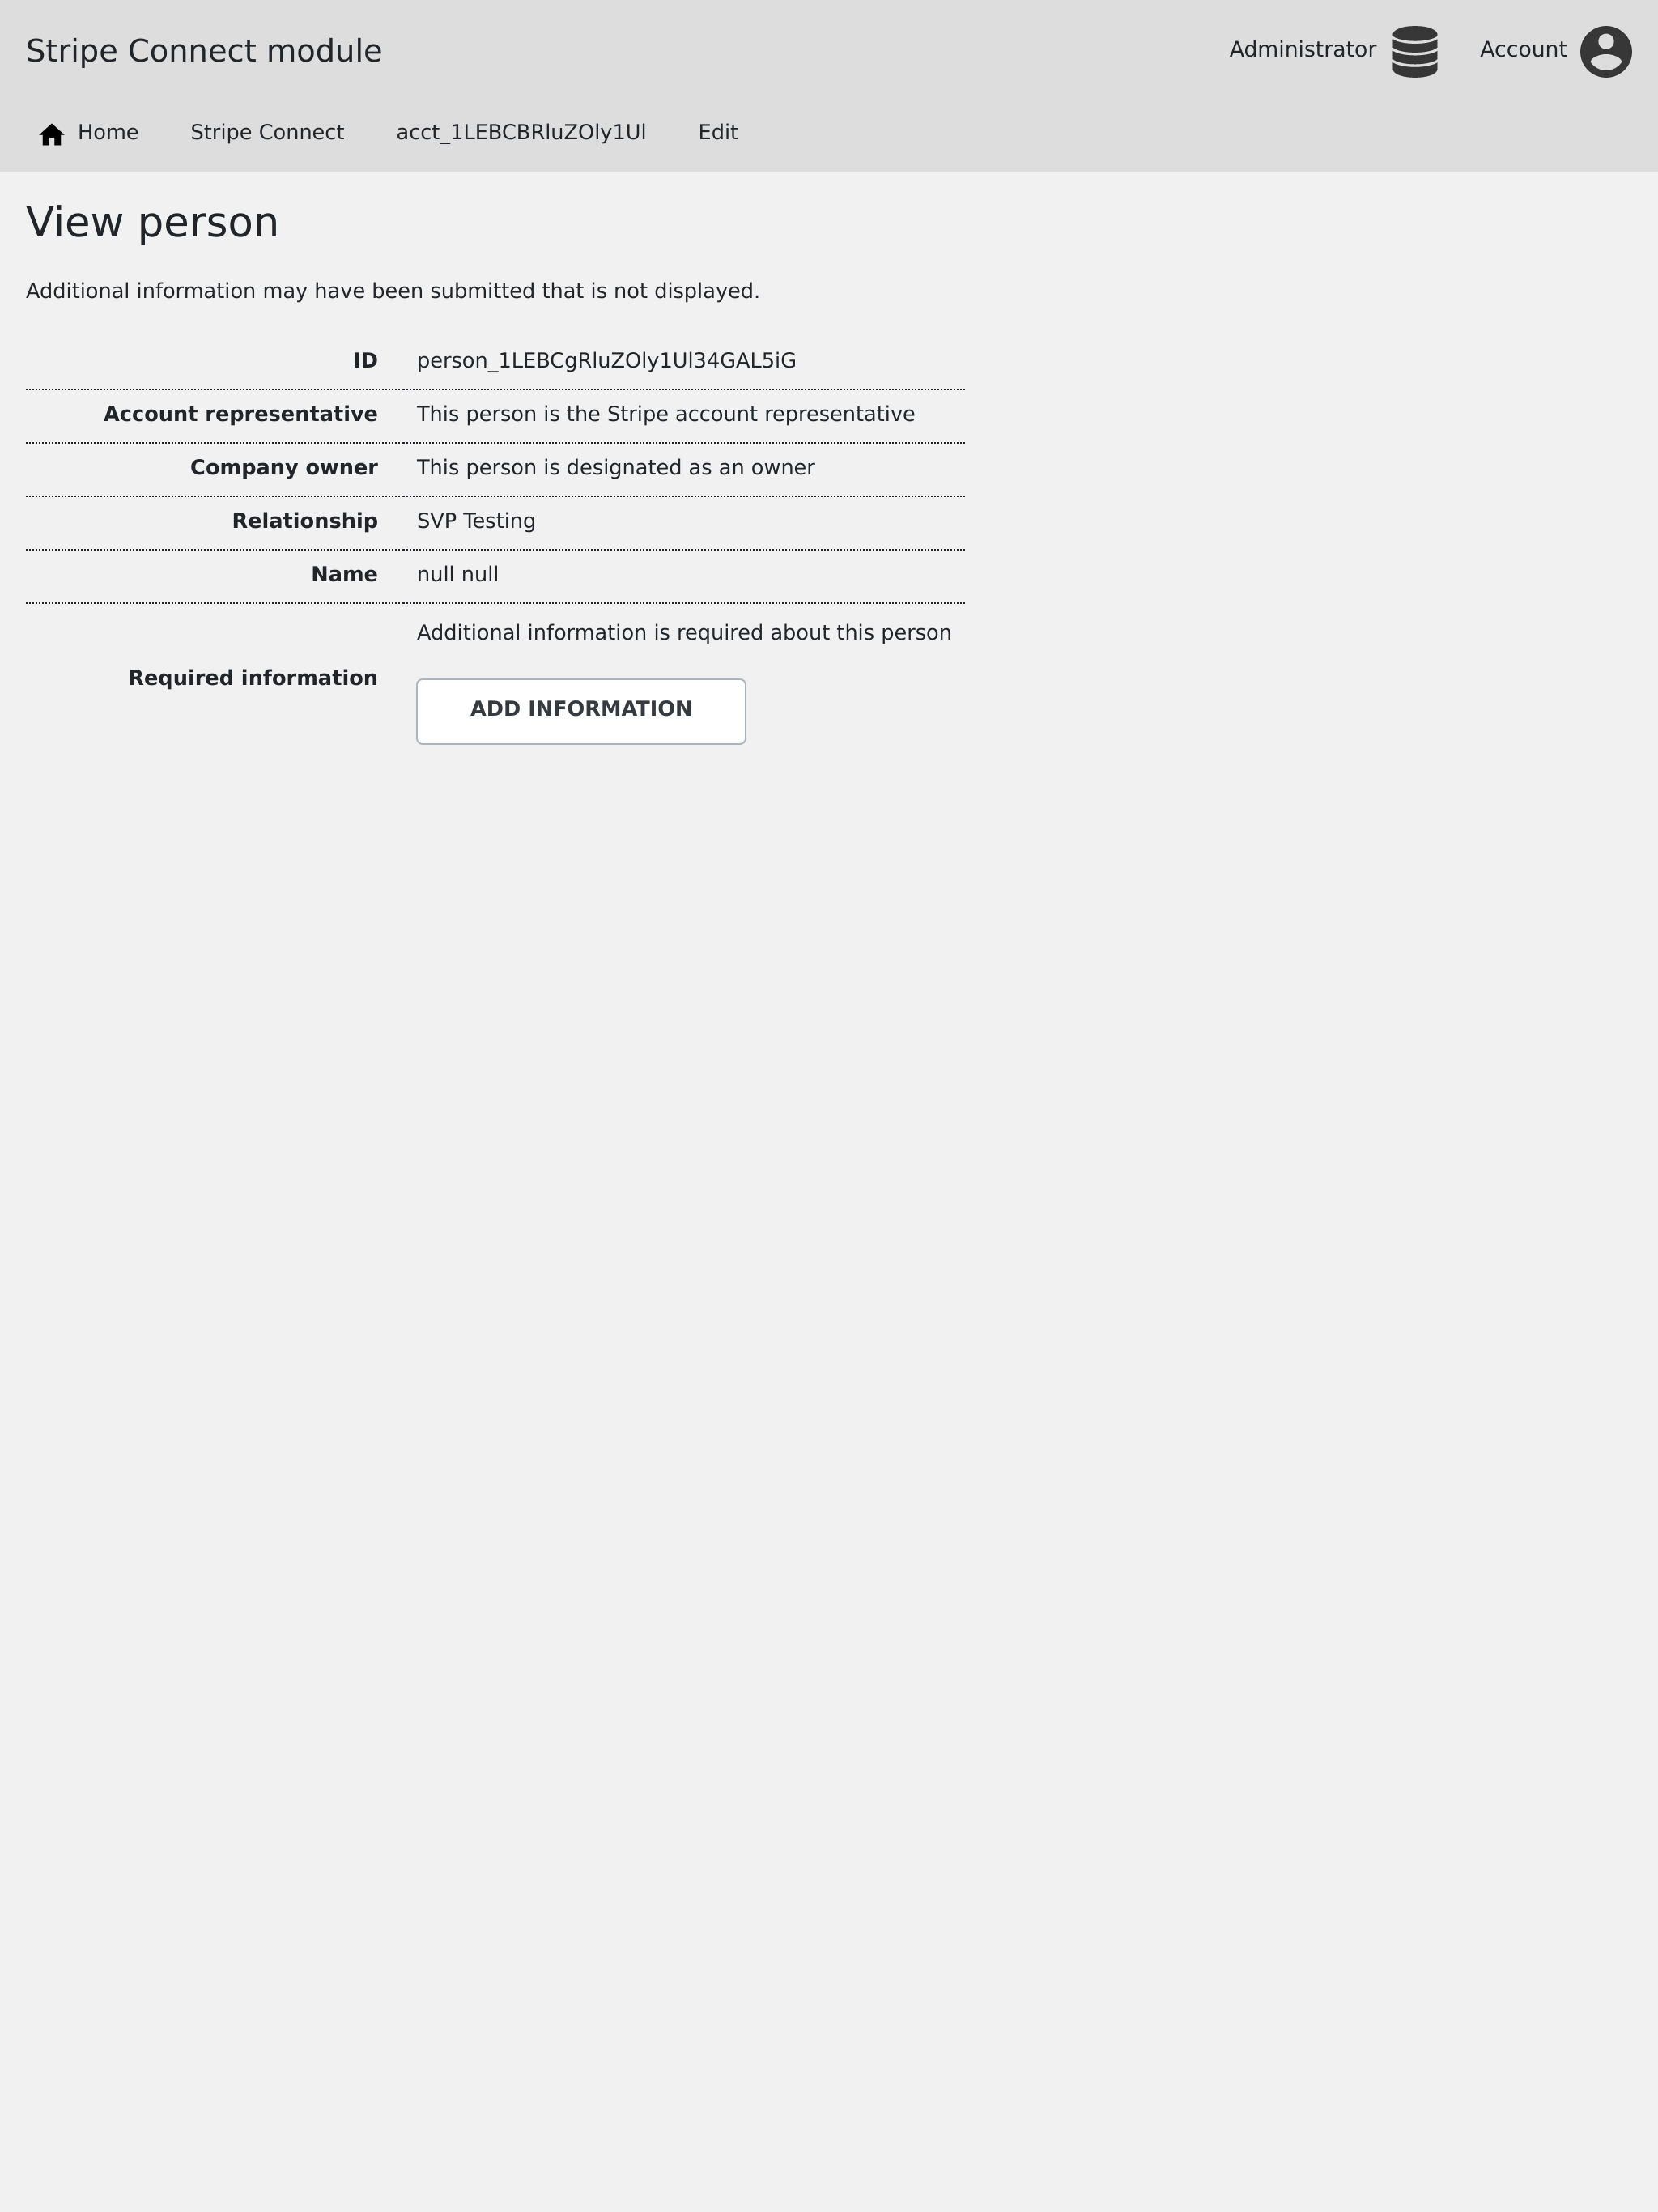 Stripe Connect module
Administrator
Account
Home
Stripe Connect
acct_1LEBCBRluZOly1Ul
Edit
View person
Additional information may have been submitted that is not displayed.
ID person_1LEBCgRluZOly1Ul34GAL5iG
Account representative This person is the Stripe account representative
Company owner This person is designated as an owner
Relationship SVP Testing
Name null null
Required information Additional information is required about this person
ADD INFORMATION